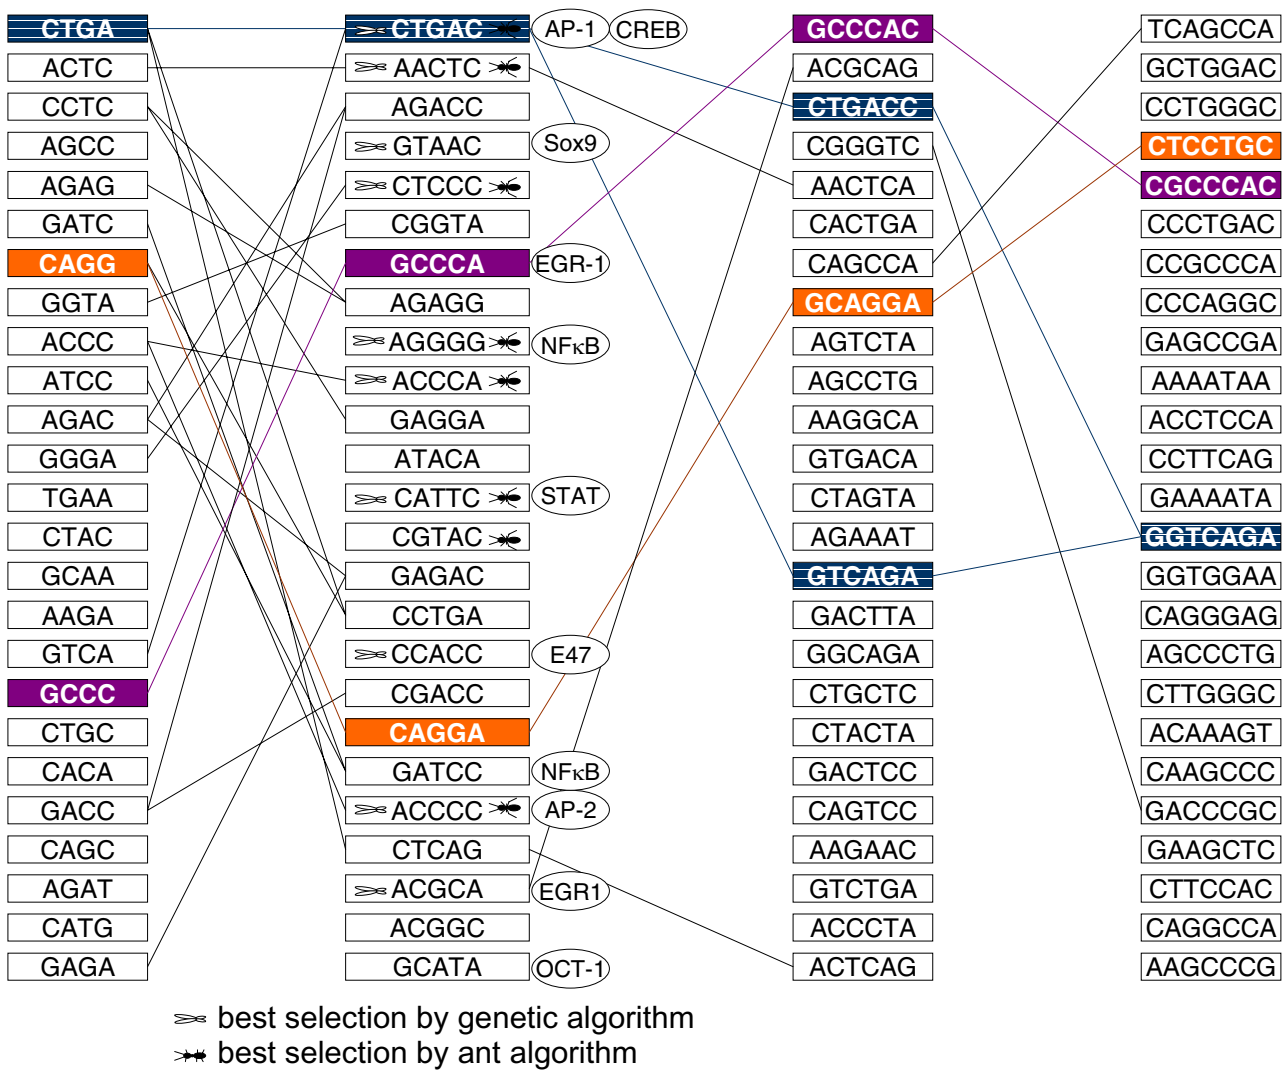 CTGA CTGAC AP-1 CREB GCCCAC TCAGCCA
ACTC AACTC ACGCAG GCTGGAC
CCTC AGACC CTGACC CCTGGGC
AGCC GTAAC Sox9 CGGGTC CTCCTGC
AGAG CTCCC AACTCA CGCCCAC
GATC CGGTA CACTGA CCCTGAC
CAGG GCCCA EGR-1 CAGCCA CCGCCCA
GGTA AGAGG GCAGGA CCCAGGC
ACCC AGGGG NFκB AGTCTA GAGCCGA
ATCC ACCCA AGCCTG AAAATAA
AGAC GAGGA AAGGCA ACCTCCA
GGGA ATACA GTGACA CCTTCAG
TGAA CATTC STAT CTAGTA GAAAATA
CTAC CGTAC AGAAAT GGTCAGA
GCAA GAGAC GTCAGA GGTGGAA
AAGA CCTGA GACTTA CAGGGAG
GTCA CCACC E47 GGCAGA AGCCCTG
GCCC CGACC CTGCTC CTTGGGC
CTGC CAGGA CTACTA ACAAAGT
CACA GATCC NFκB GACTCC CAAGCCC
GACC ACCCC AP-2 CAGTCC GACCCGC
CAGC CTCAG AAGAAC GAAGCTC
AGAT ACGCA EGR1 GTCTGA CTTCCAC
CATG ACGGC ACCCTA CAGGCCA
GAGA GCATA OCT-1 ACTCAG AAGCCCG
best selection by genetic algorithm
best selection by ant algorithm